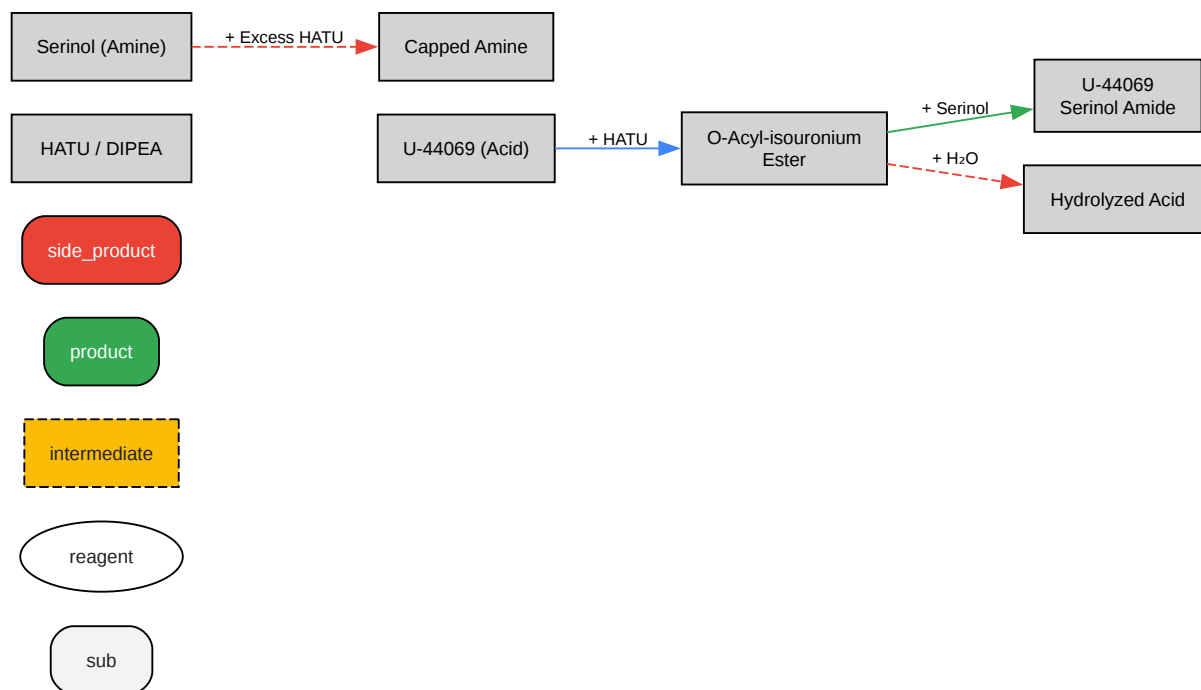 Serinol (Amine)
+ Excess HATU
Capped Amine
HATU / DIPEA
U-44069 (Acid)
+ HATU
O-Acyl-isouronium
Ester
+ Serinol
U-44069
Serinol Amide
+ H₂O
Hydrolyzed Acid
side_product
product
intermediate
reagent
sub